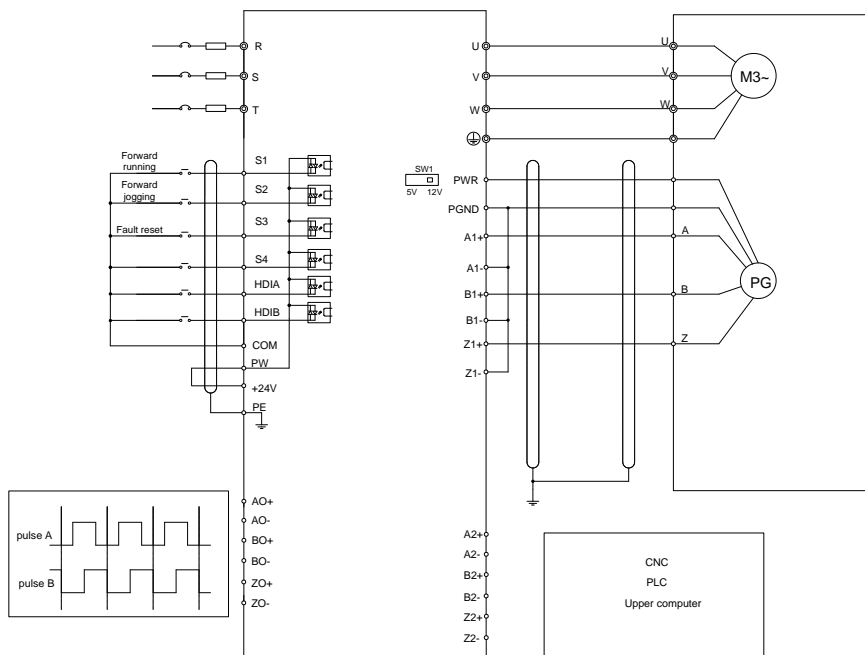 R
S
T
U
V
W
U
V
W
M3~
Forward
running
Forward
jogging
Fault reset
S1
S2
S3
S4
HDIA
HDIB
COM
PW
+24V
PE
SW1
5V 12V
PWR
PGND
A1+
A1-
B1+
B1-
Z1+
Z1-
A
B
Z
PG
pulse A
pulse B
AO+
AO-
BO+
BO-
ZO+
ZO-
A2+
A2-
B2+
B2-
Z2+
Z2-
CNC
PLC
Upper computer